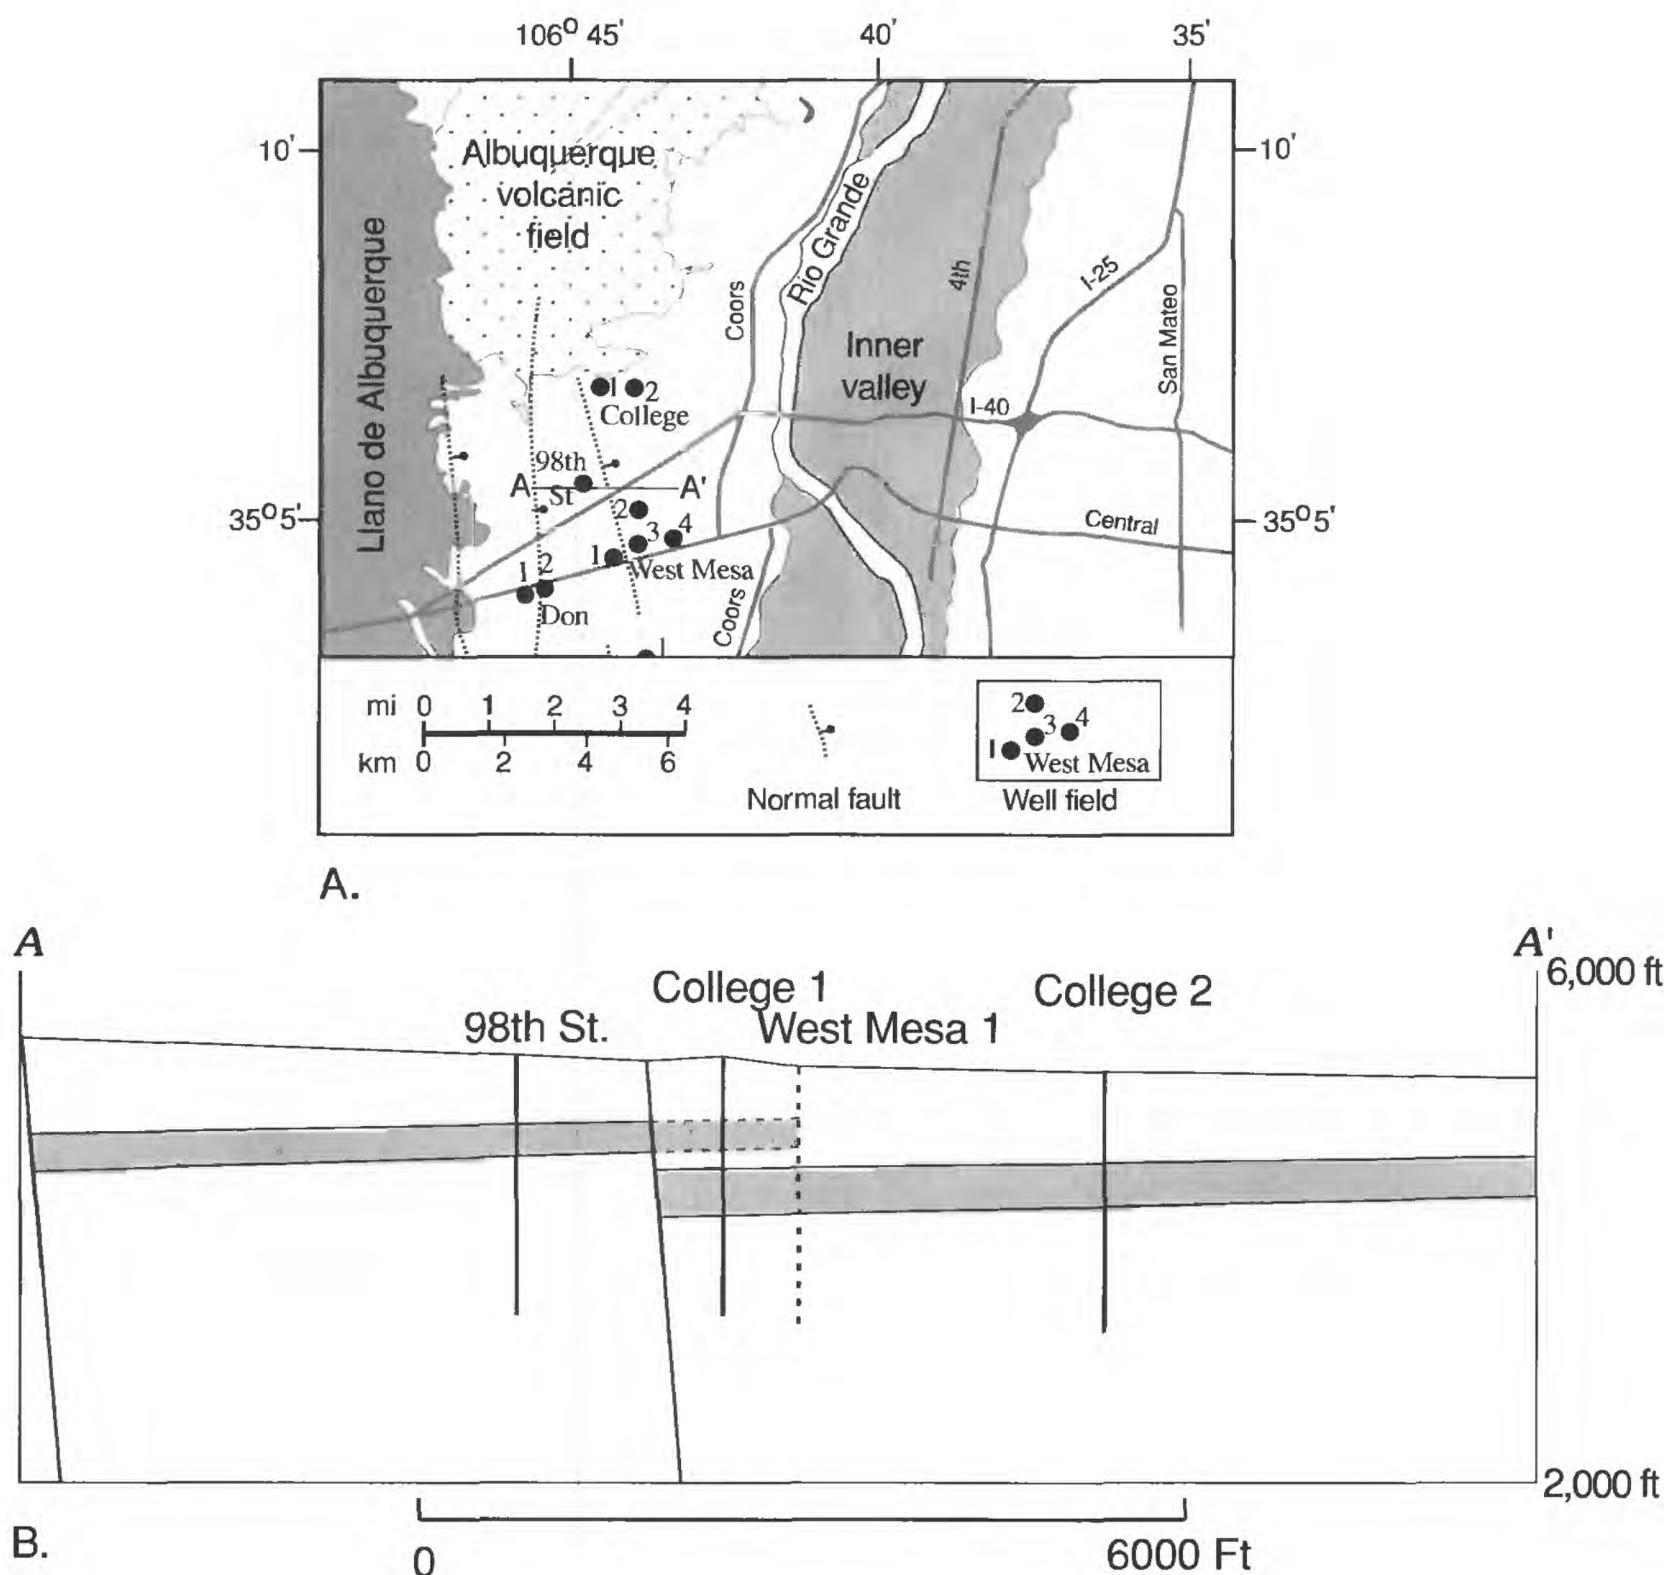 106° 45' 40' 35'
10' 10'
Albuquerque
volcanic
field
Llano de Albuquerque
Rio Grande
Coors
4th
I-25
San Mateo
Inner
valley
I-40
1 2
College
98th
A St A'
35°5' 35°5'
2
3 4
1
West Mesa
Central
1 2
Don
Coors
1
mi 0 1 2 3 4
km 0 2 4 6
Normal fault
2
3 4
1
West Mesa
Well field
A.
A A'
6,000 ft
College 1 College 2
98th St. West Mesa 1
2,000 ft
B.
0 6000 Ft